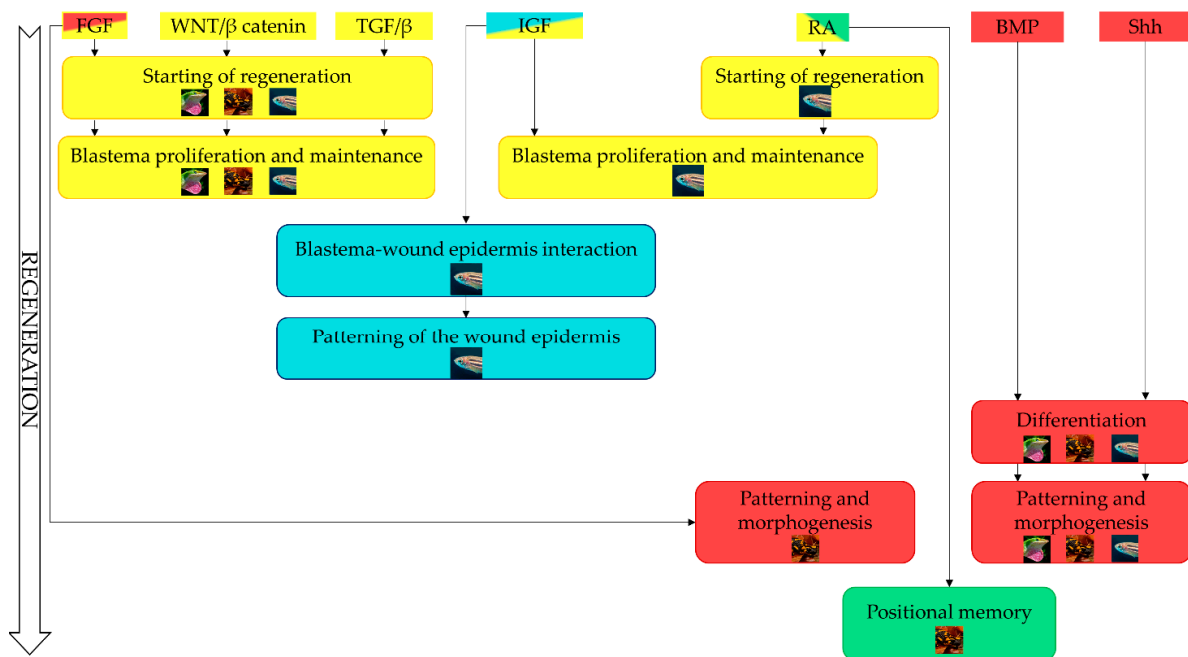 FGF
WNT/β catenin
TGF/β
IGF
RA
BMP
Shh
Starting of regeneration
Starting of regeneration
Blastema proliferation and maintenance
Blastema proliferation and maintenance
REGENERATION
Blastema-wound epidermis interaction
Patterning of the wound epidermis
Differentiation
Patterning and
morphogenesis
Patterning and
morphogenesis
Positional memory